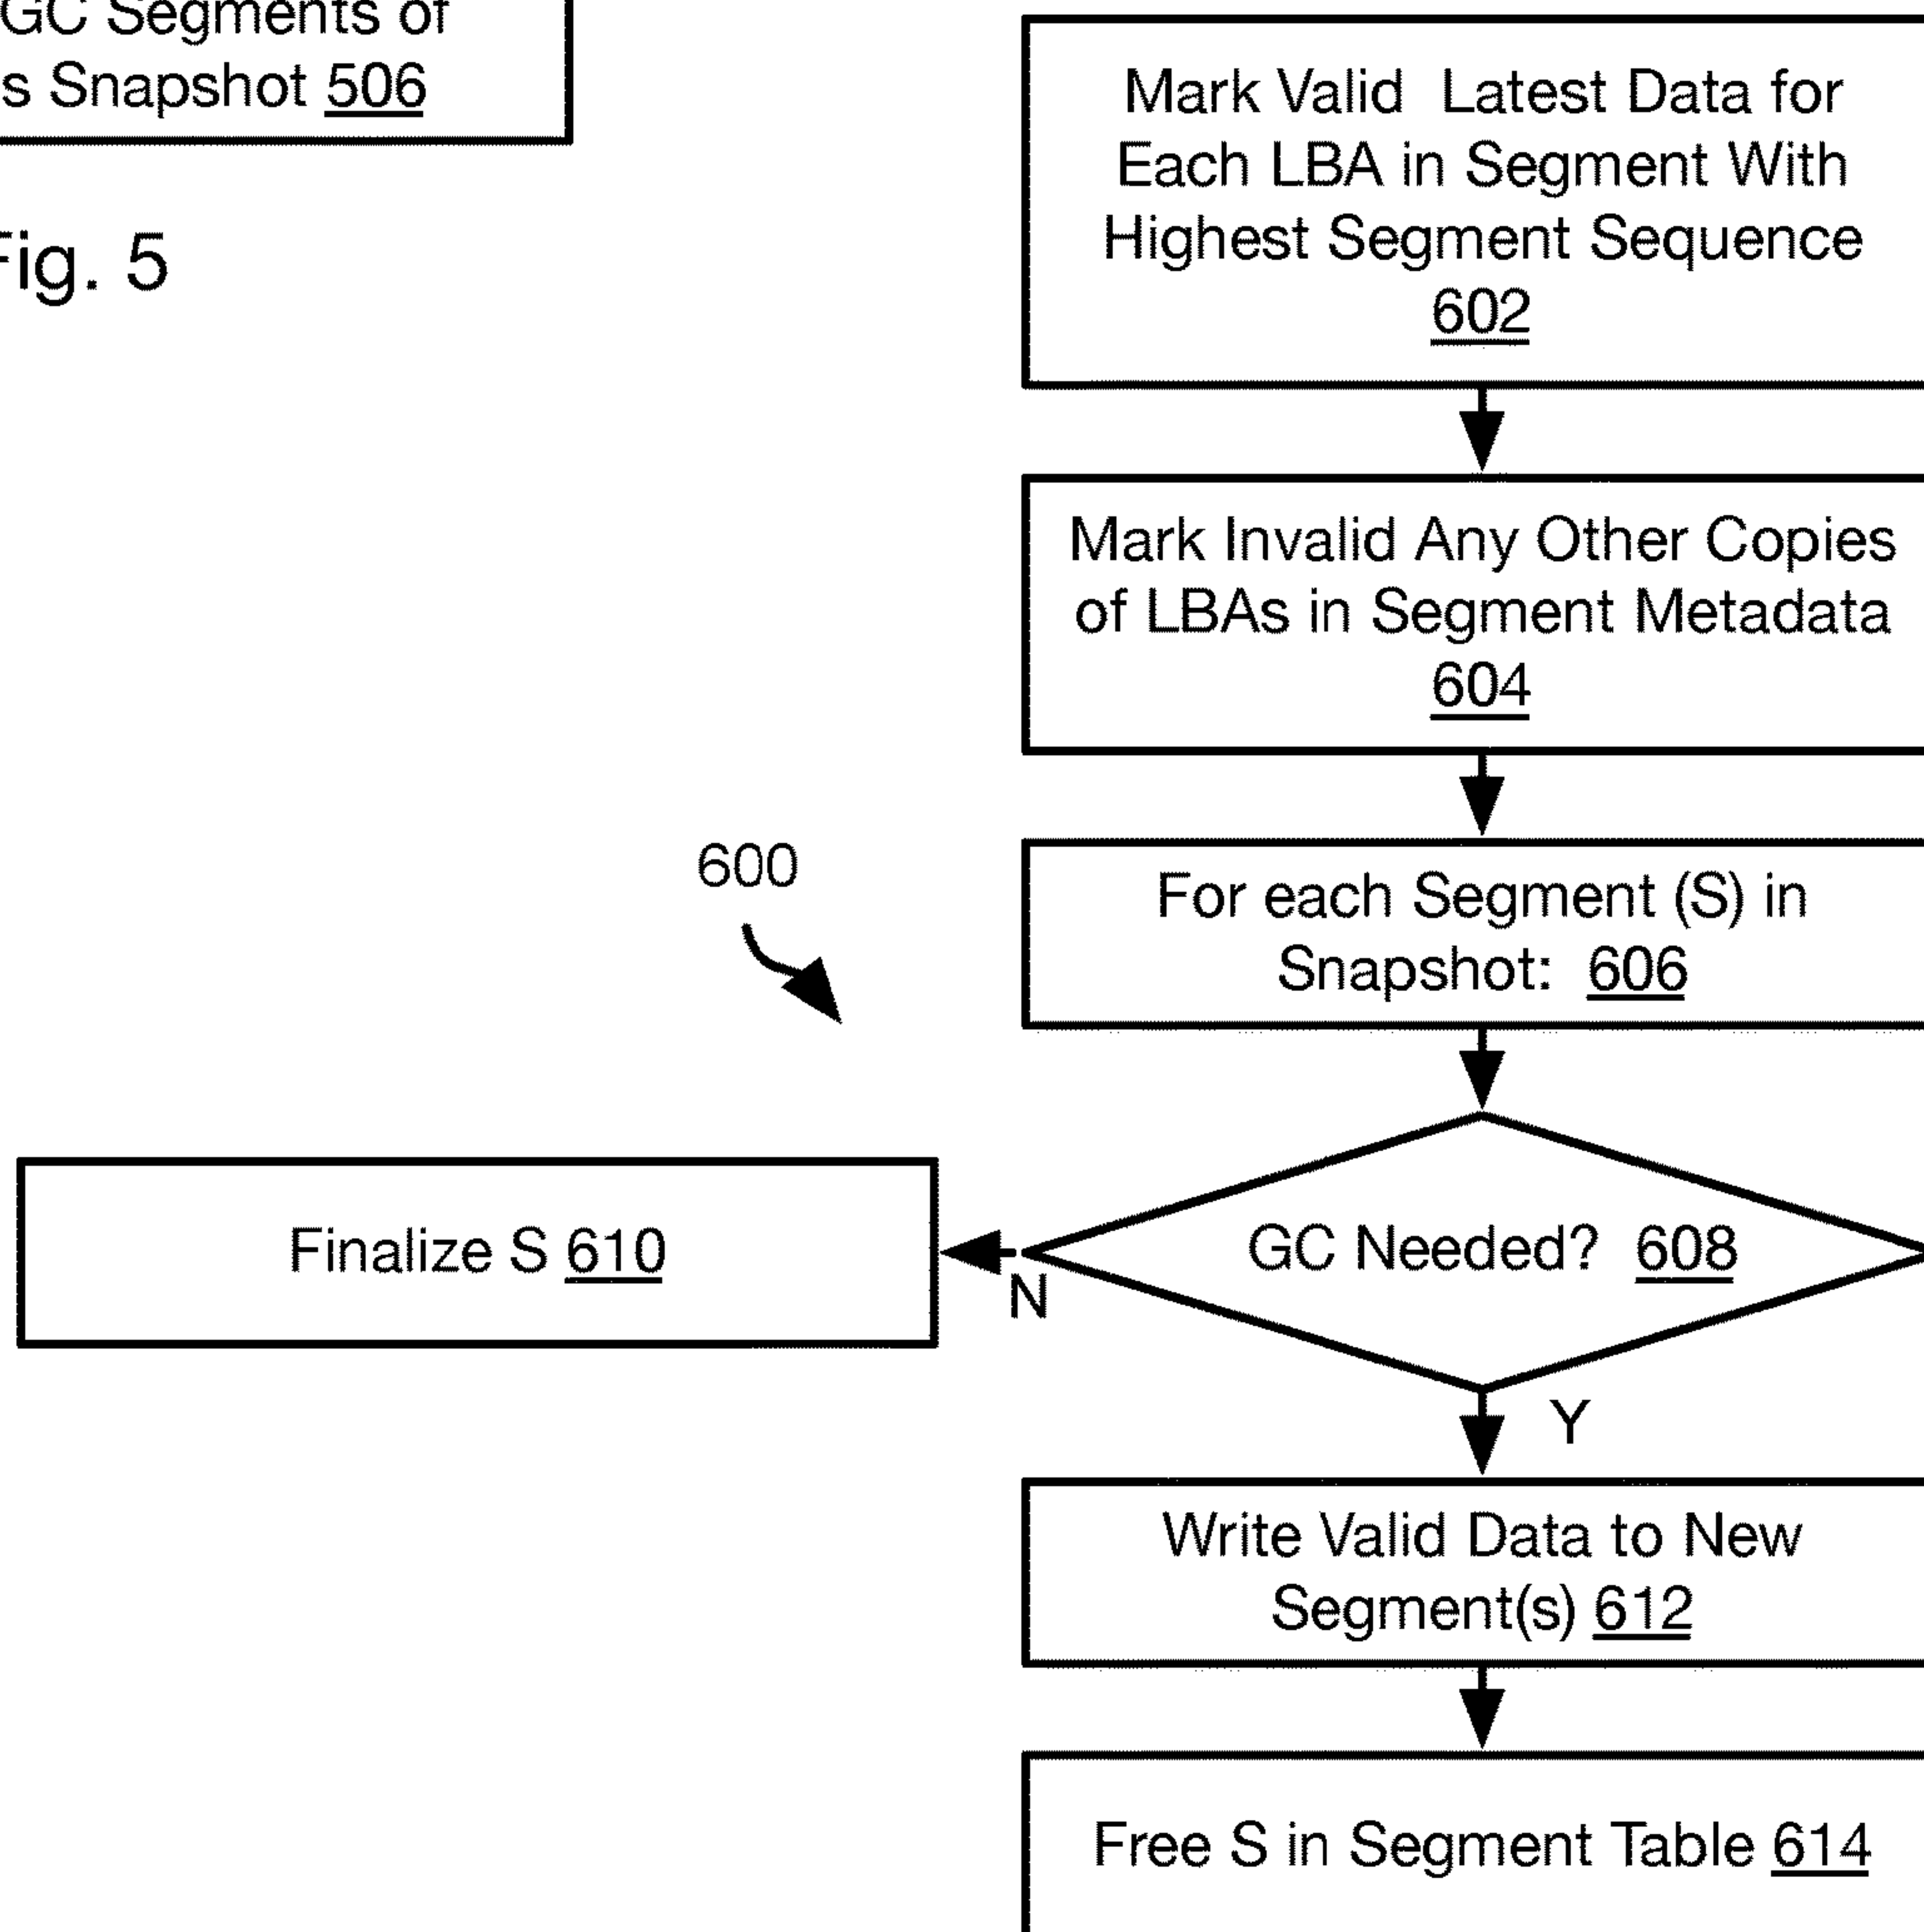 GC Segments of
s Snapshot 506
Fig. 5
Mark Valid Latest Data for
Each LBA in Segment With
Highest Segment Sequence
602
Mark Invalid Any Other Copies
of LBAs in Segment Metadata
604
600
For each Segment (S) in
Snapshot: 606
Finalize S 610
N
GC Needed? 608
Y
Write Valid Data to New
Segment(s) 612
Free S in Segment Table 614